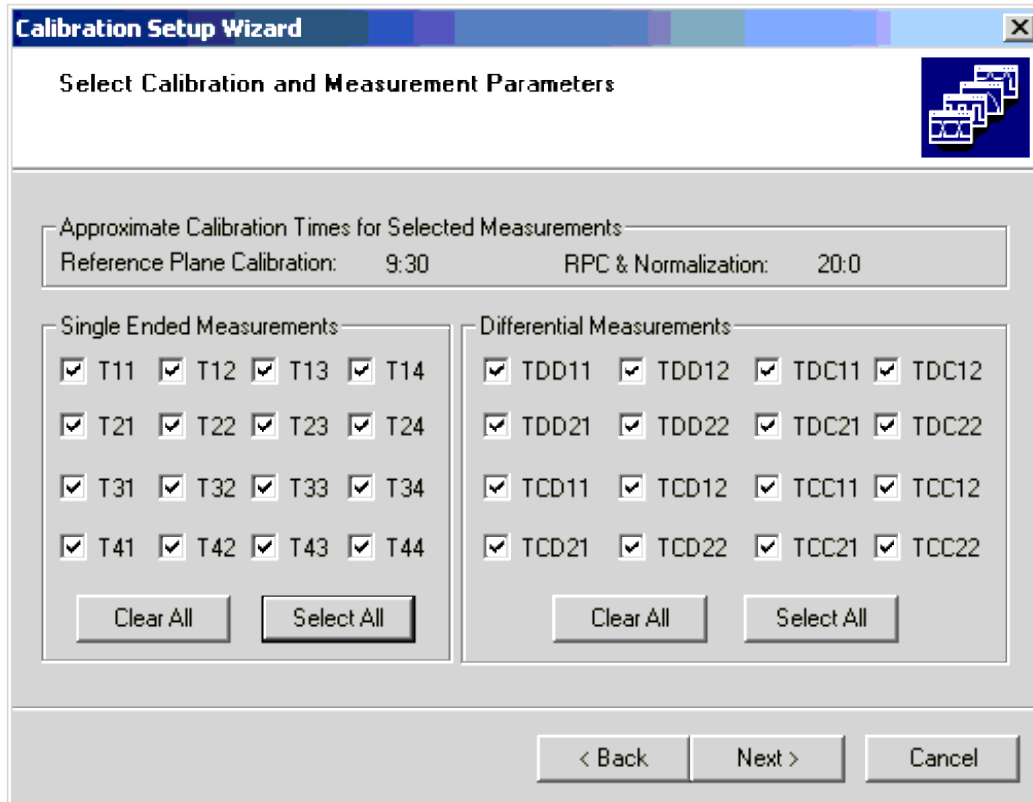 Calibration Setup Wizard
Select Calibration and Measurement Parameters
Approximate Calibration Times for Selected Measurements
Reference Plane Calibration: 9:30 RPC & Normalization: 20:0
Single Ended Measurements
T11 T12 T13 T14
T21 T22 T23 T24
T31 T32 T33 T34
T41 T42 T43 T44
Clear All Select All
Differential Measurements
TDD11 TDD12 TDC11 TDC12
TDD21 TDD22 TDC21 TDC22
TCD11 TCD12 TCC11 TCC12
TCD21 TCD22 TCC21 TCC22
Clear All Select All
< Back Next > Cancel